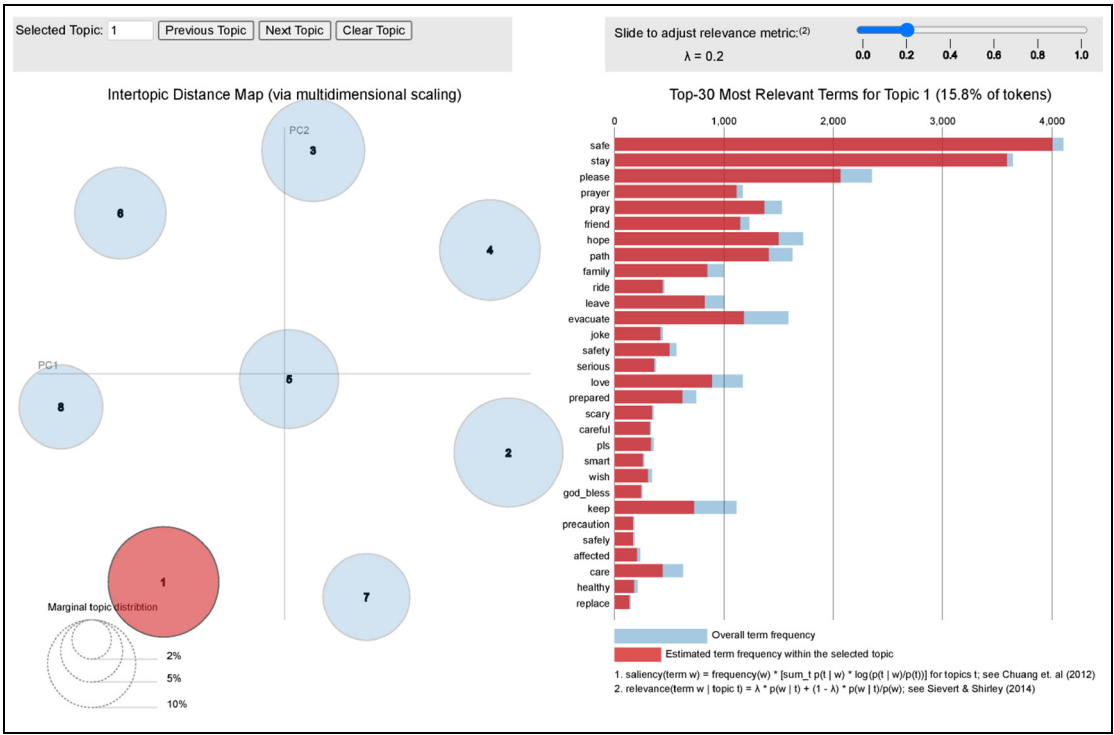 Selected Topic: 1 Previous Topic Next Topic Clear Topic
Slide to adjust relevance metric:(2)
λ = 0.2
0.0 0.2 0.4 0.6 0.8 1.0
Intertopic Distance Map (via multidimensional scaling)
PC2
3
6
4
PC1
5
8
2
1
7
Marginal topic distribtion
2%
5%
10%
Top-30 Most Relevant Terms for Topic 1 (15.8% of tokens)
0 1,000 2,000 3,000 4,000
safe
stay
please
prayer
pray
friend
hope
path
family
ride
leave
evacuate
joke
safety
serious
love
prepared
scary
careful
pls
smart
wish
god_bless
keep
precaution
safely
affected
care
healthy
replace
Overall term frequency
Estimated term frequency within the selected topic
1. saliency(term w) = frequency(w) * [sum_t p(t | w) * log(p(t | w)/p(t))] for topics t; see Chuang et. al (2012)
2. relevance(term w | topic t) = λ * p(w | t) + (1 - λ) * p(w | t)/p(w); see Sievert & Shirley (2014)